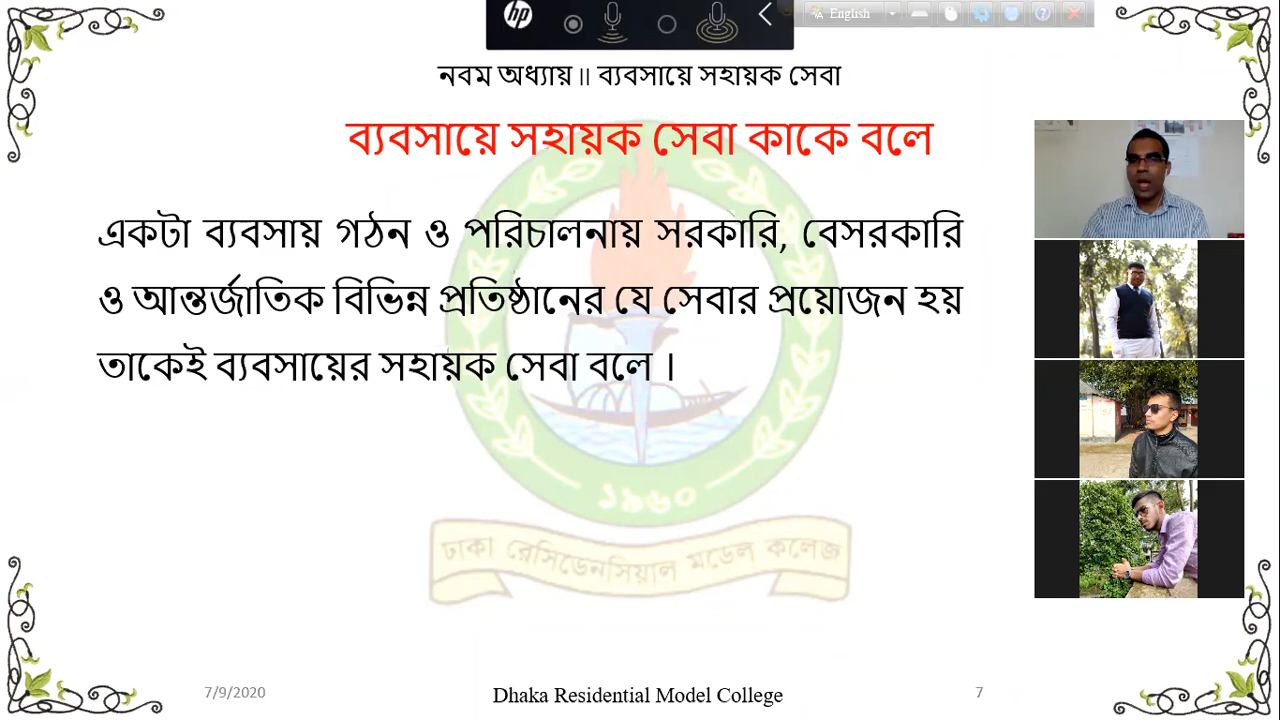 hp
English
নবম অধ্যায় ॥ ব্যবসায়ে সহায়ক সেবা
ব্যবসায়ে সহায়ক সেবা কাকে বলে
একটা ব্যবসায় গঠন ও পরিচালনায় সরকারি, বেসরকারি
ও আন্তর্জাতিক বিভিন্ন প্রতিষ্ঠানের যে সেবার প্রয়োজন হয়
তাকেই ব্যবসায়ের সহায়ক সেবা বলে ।
১৯৬০
ঢাকা রেসিডেনসিয়াল মডেল কলেজ
7/9/2020
Dhaka Residential Model College
7